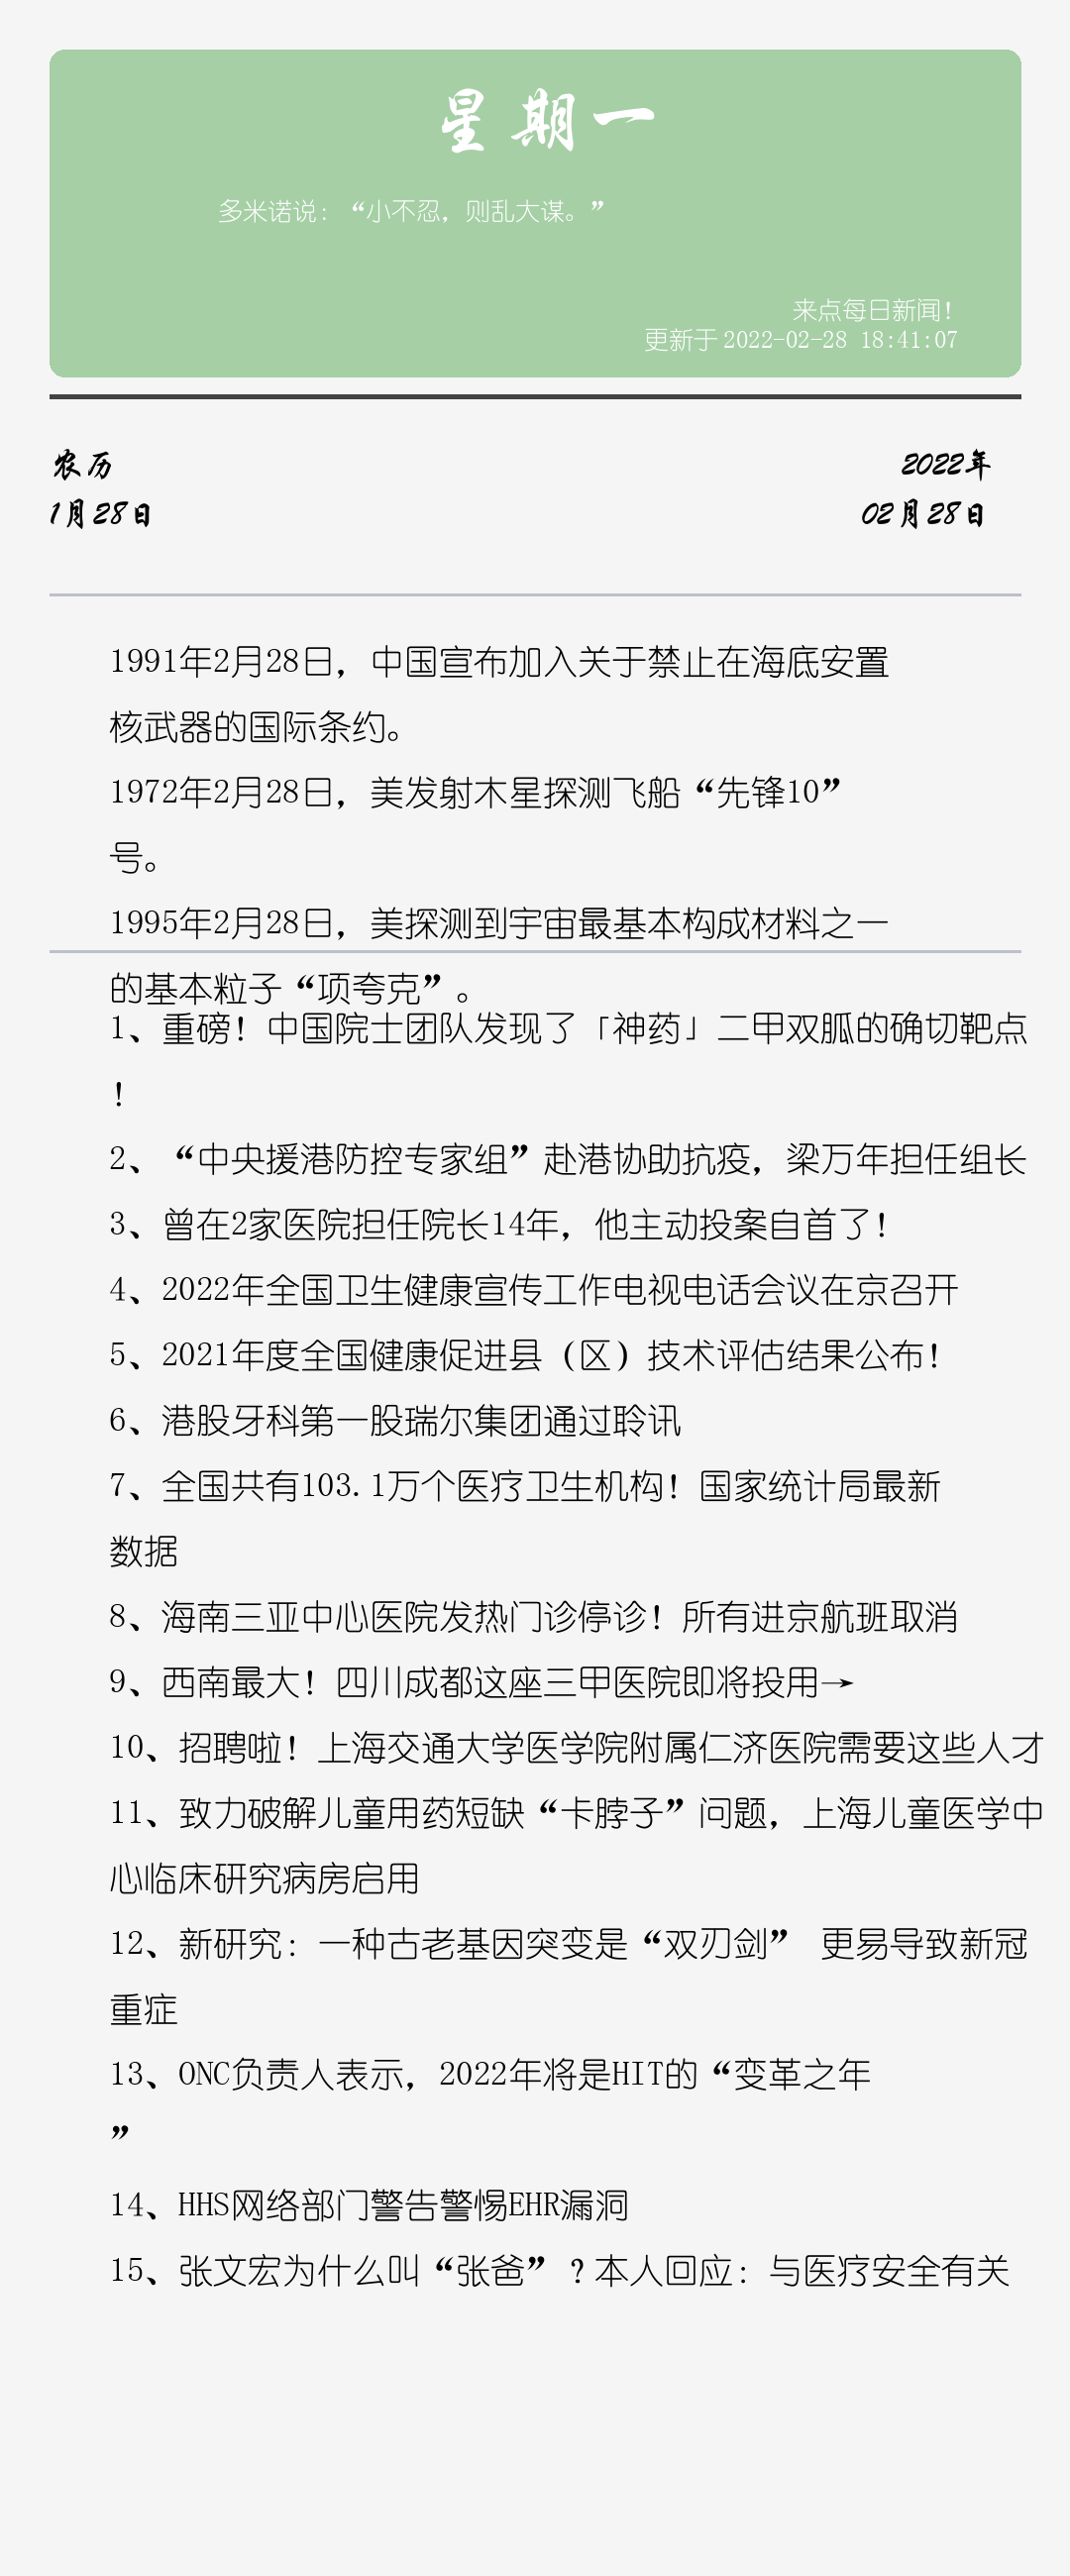 星期一
多米诺说：“小不忍，则乱大谋。”
来点每日新闻！
更新于 2022-02-28 18:41:07
农历
2022年
1月28日
02月28日
1991年2月28日，中国宣布加入关于禁止在海底安置
核武器的国际条约。
1972年2月28日，美发射木星探测飞船“先锋10”
号。
1995年2月28日，美探测到宇宙最基本构成材料之一
的基本粒子“项夸克”。
1、重磅！中国院士团队发现了「神药」二甲双胍的确切靶点
！
2、“中央援港防控专家组”赴港协助抗疫，梁万年担任组长
3、曾在2家医院担任院长14年，他主动投案自首了！
4、2022年全国卫生健康宣传工作电视电话会议在京召开
5、2021年度全国健康促进县（区）技术评估结果公布！
6、港股牙科第一股瑞尔集团通过聆讯
7、全国共有103.1万个医疗卫生机构！国家统计局最新
数据
8、海南三亚中心医院发热门诊停诊！所有进京航班取消
9、西南最大！四川成都这座三甲医院即将投用→
10、招聘啦！上海交通大学医学院附属仁济医院需要这些人才
11、致力破解儿童用药短缺“卡脖子”问题，上海儿童医学中
心临床研究病房启用
12、新研究：一种古老基因突变是“双刃剑” 更易导致新冠
重症
13、ONC负责人表示，2022年将是HIT的“变革之年
”
14、HHS网络部门警告警惕EHR漏洞
15、张文宏为什么叫“张爸”？本人回应：与医疗安全有关